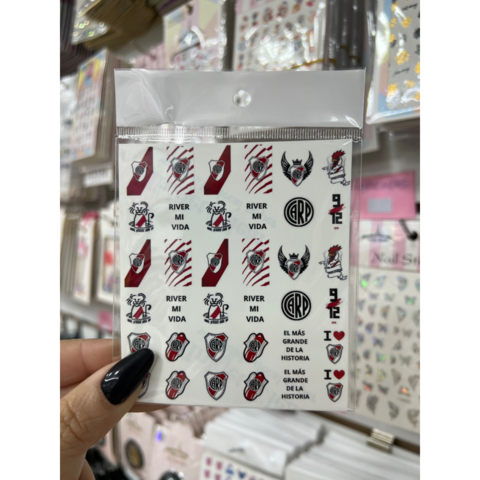 RIVER
MI
VIDA
RIVER
MI
VIDA
CARP
9
12
RIVER
MI
VIDA
RIVER
MI
VIDA
CARP
9
12
EL MÁS
GRANDE
DE LA
HISTORIA
I
EL MÁS
GRANDE
DE LA
HISTORIA
I
Nail